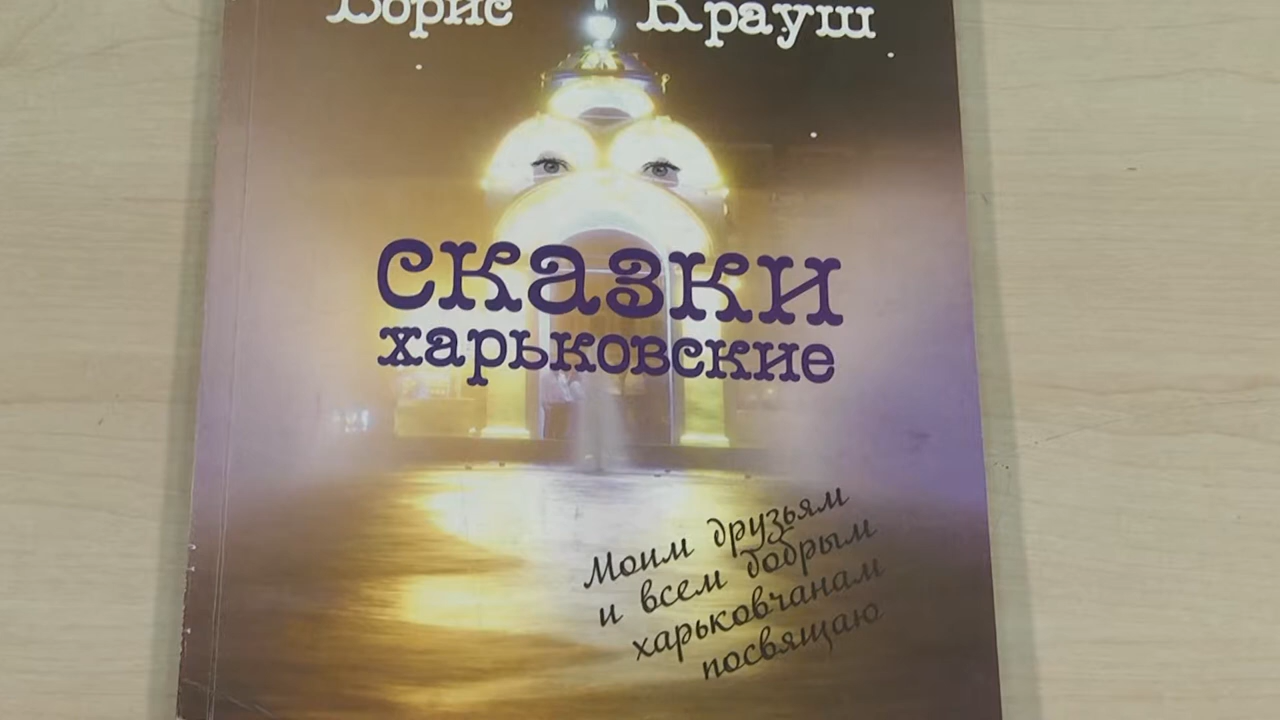 Борис Крауш
сказки
харьковские
Моим друзьям
и всем добрым
харьковчанам
посвящаю